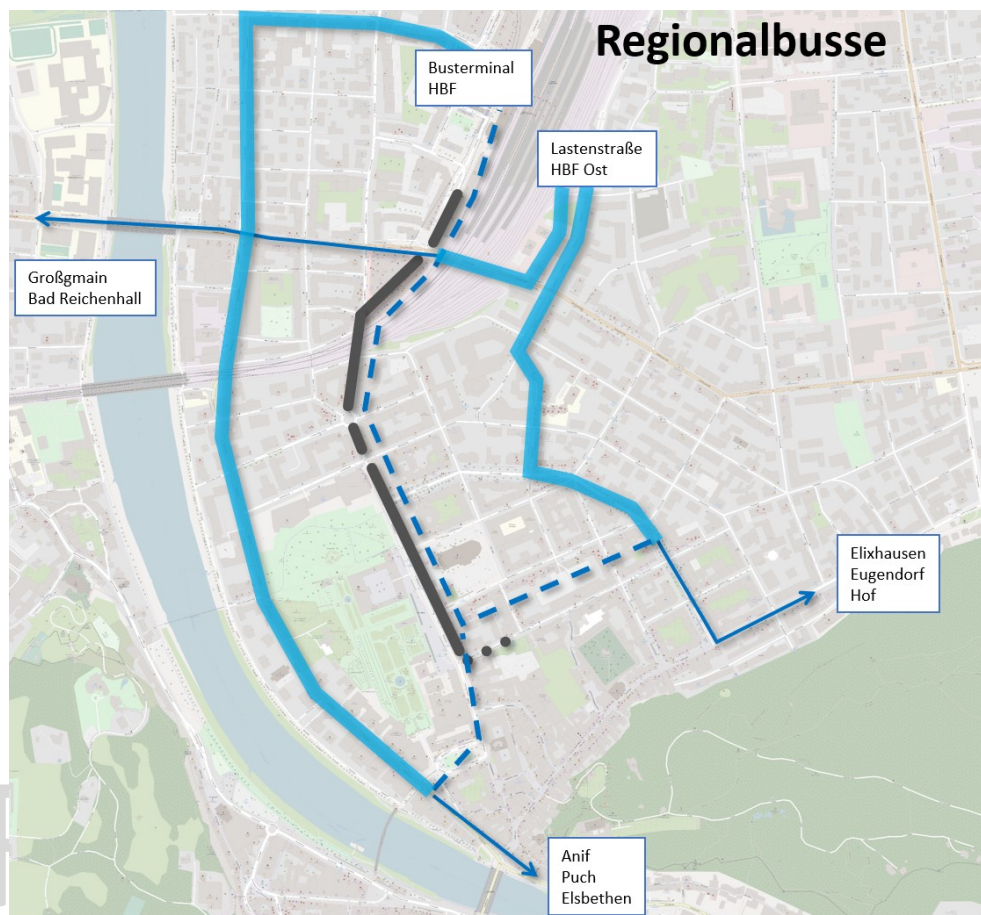 Regionalbusse
Busterminal
HBF
Lastenstraße
HBF Ost
Großgmain
Bad Reichenhall
Elixhausen
Eugendorf
Hof
Anif
Puch
Elsbethen